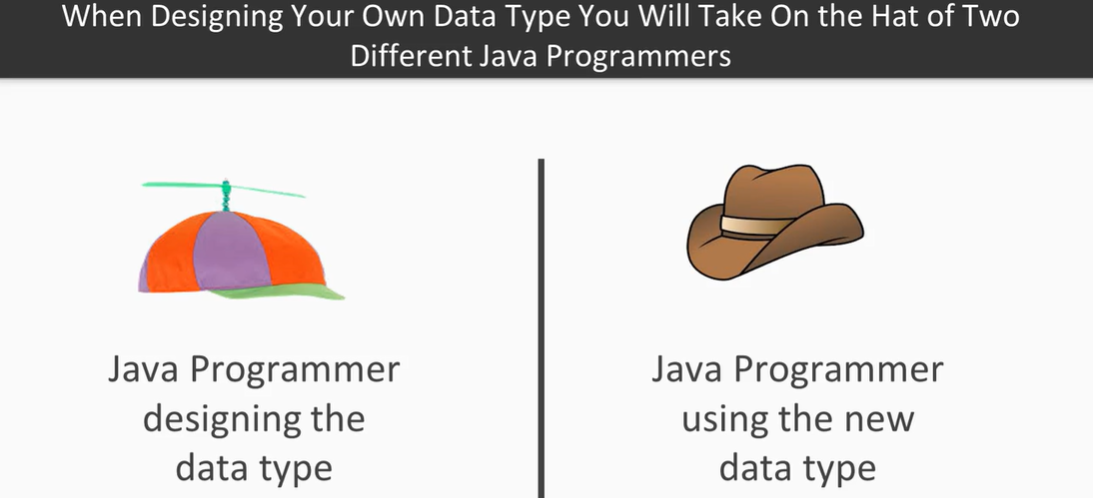 When Designing Your Own Data Type You Will Take On the Hat of Two
Different Java Programmers
Java Programmer
designing the
data type
Java Programmer
using the new
data type